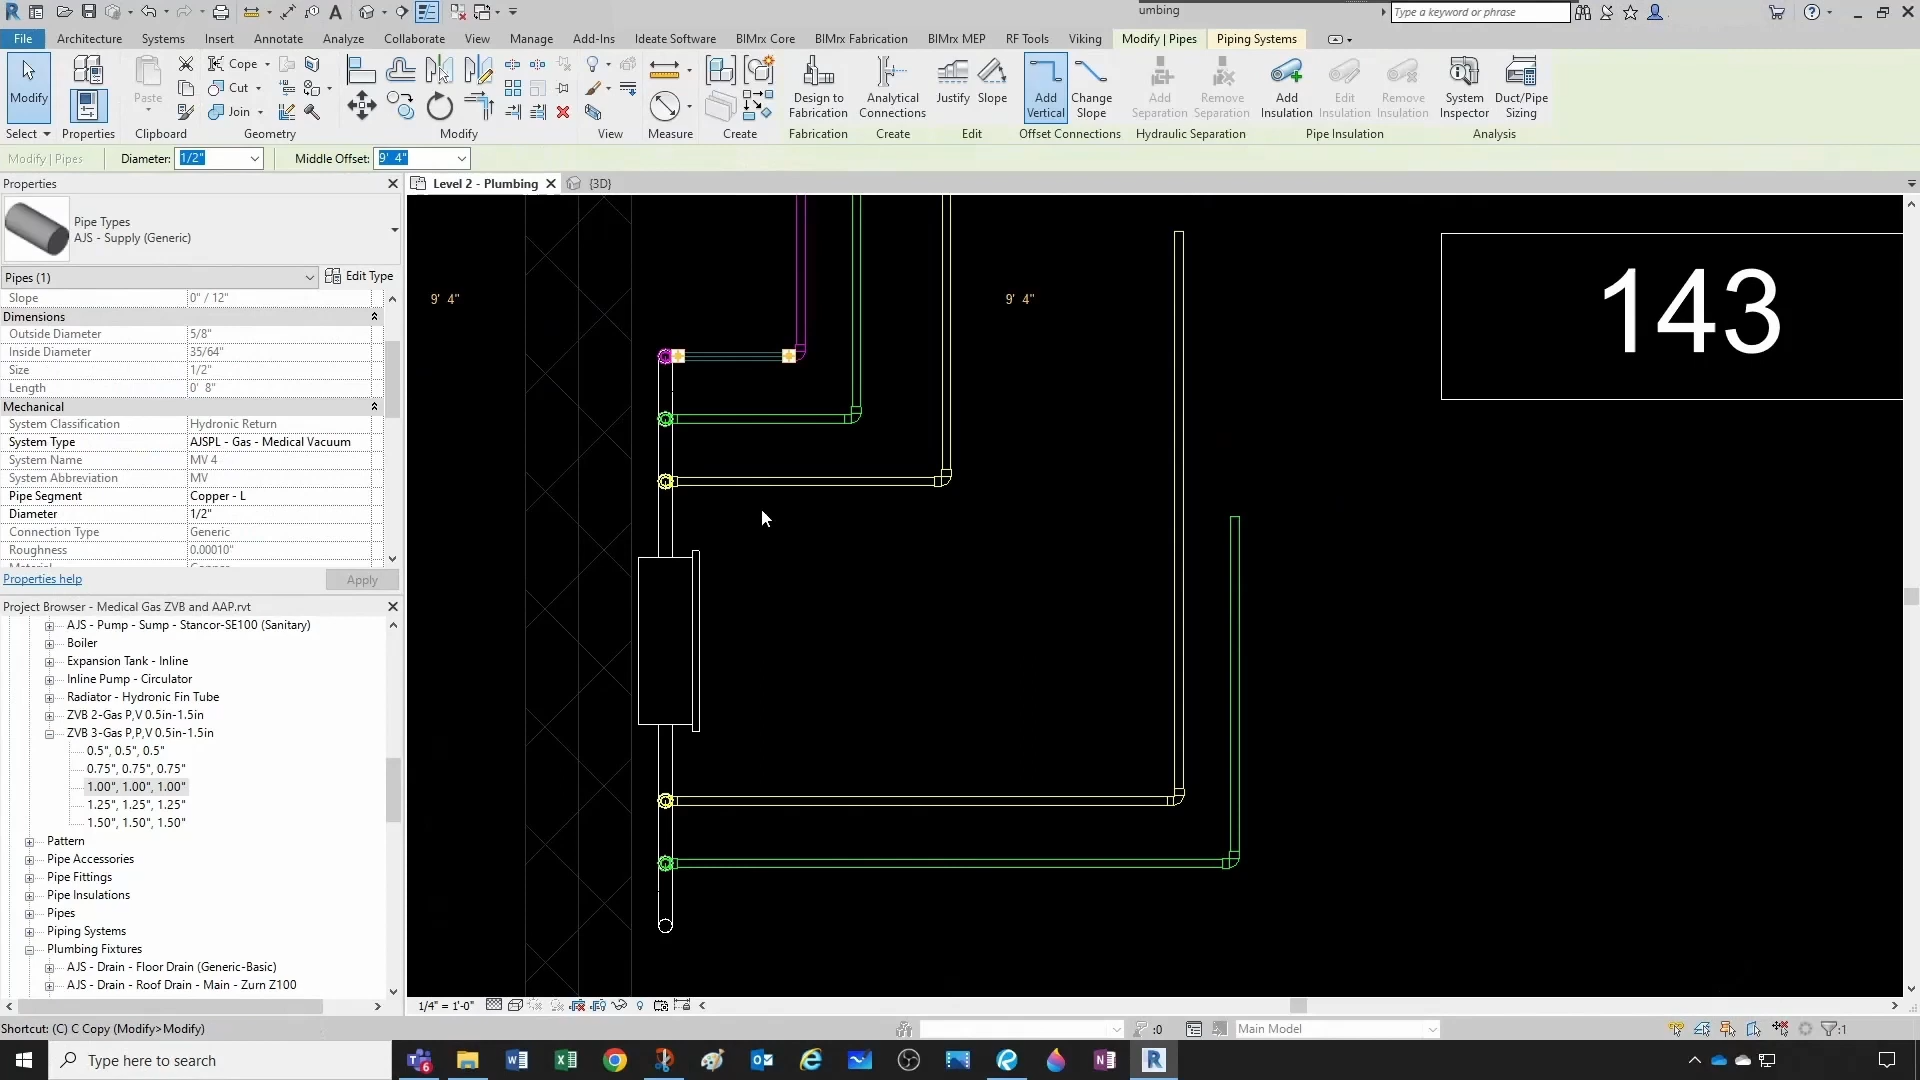 umbing
Type a keyword or phrase
File Architecture Systems Insert Annotate Analyze Collaborate View Manage Add-Ins Ideate Software BIMrx Core BIMrx Fabrication BIMrx MEP RF Tools Viking Modify | Pipes Piping Systems
Modify
Paste
Cope
Cut
Join
Design to Fabrication
Analytical Connections
Justify
Slope
Add Vertical
Change Slope
Add Separation
Remove Separation
Add Insulation
Edit Insulation
Remove Insulation
System Inspector
Duct/Pipe Sizing
Select Properties Clipboard Geometry Modify View Measure Create Fabrication Create Edit Offset Connections Hydraulic Separation Pipe Insulation Analysis
Modify | Pipes Diameter: 1/2" Middle Offset: 9' 4"
Properties
Level 2 - Plumbing {3D}
Pipe Types
AJS - Supply (Generic)
Pipes (1) Edit Type
Slope 0" / 12"
Dimensions
Outside Diameter 5/8"
Inside Diameter 35/64"
Size 1/2"
Length 0' 8"
Mechanical
System Classification Hydronic Return
System Type AJSPL - Gas - Medical Vacuum
System Name MV 4
System Abbreviation MV
Pipe Segment Copper - L
Diameter 1/2"
Connection Type Generic
Roughness 0.00010"
Properties help Apply
Project Browser - Medical Gas ZVB and AAP.rvt
AJS - Pump - Sump - Stancor-SE100 (Sanitary)
Boiler
Expansion Tank - Inline
Inline Pump - Circulator
Radiator - Hydronic Fin Tube
ZVB 2-Gas P,V 0.5in-1.5in
ZVB 3-Gas P,P,V 0.5in-1.5in
0.5", 0.5", 0.5"
0.75", 0.75", 0.75"
1.00", 1.00", 1.00"
1.25", 1.25", 1.25"
1.50", 1.50", 1.50"
Pattern
Pipe Accessories
Pipe Fittings
Pipe Insulations
Pipes
Piping Systems
Plumbing Fixtures
AJS - Drain - Floor Drain (Generic-Basic)
AJS - Drain - Roof Drain - Main - Zurn Z100
9' 4"
9' 4"
143
1/4" = 1'-0"
Shortcut: (C) C Copy (Modify>Modify)
:0
Main Model
:1
Type here to search
6